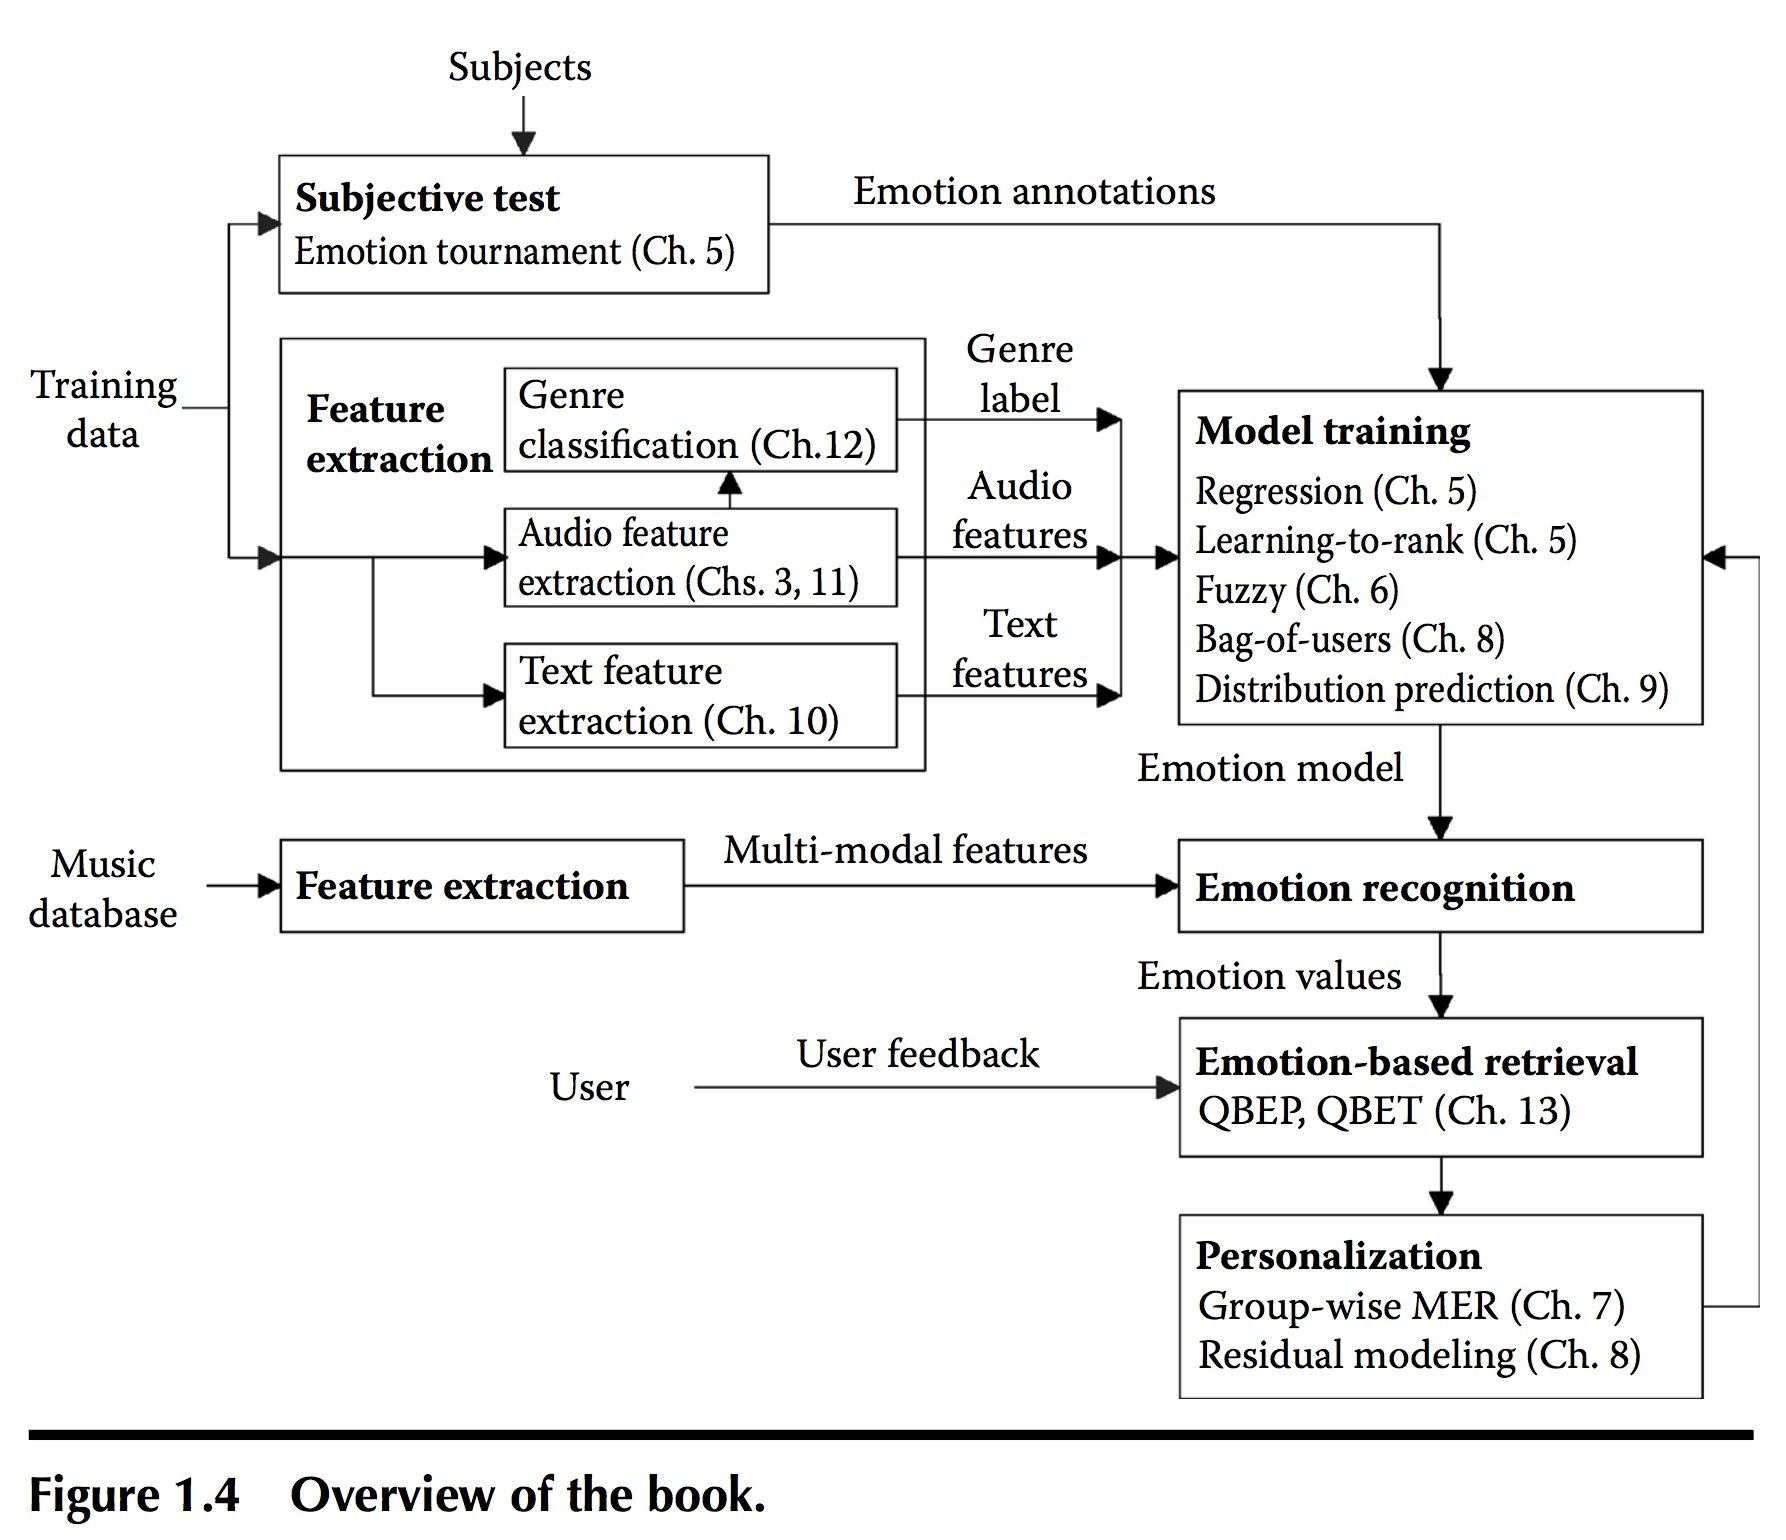 Subjects
Subjective test
Emotion tournament (Ch. 5)
Emotion annotations
Training
data
Feature
extraction
Genre
classification (Ch.12)
Genre
label
Audio feature
extraction (Chs. 3, 11)
Audio
features
Text feature
extraction (Ch. 10)
Text
features
Model training
Regression (Ch. 5)
Learning-to-rank (Ch. 5)
Fuzzy (Ch. 6)
Bag-of-users (Ch. 8)
Distribution prediction (Ch. 9)
Emotion model
Music
database
Feature extraction
Multi-modal features
Emotion recognition
Emotion values
User
User feedback
Emotion-based retrieval
QBEP, QBET (Ch. 13)
Personalization
Group-wise MER (Ch. 7)
Residual modeling (Ch. 8)
Figure 1.4 Overview of the book.